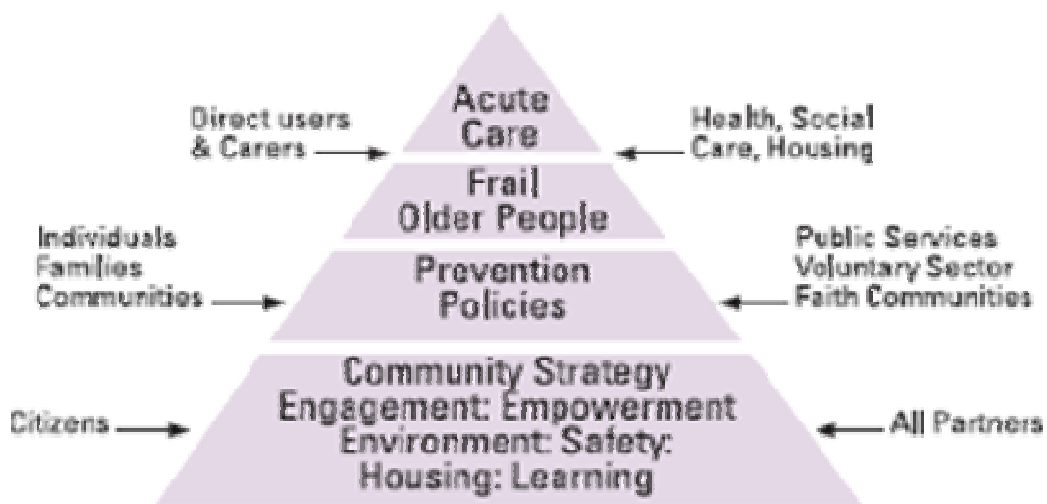 Acute
Care
Direct users
& Carers
Health, Social
Care, Housing
Frail
Older People
Individuals
Families
Communities
Prevention
Policies
Public Services
Voluntary Sector
Faith Communities
Community Strategy
Engagement: Empowerment
Environment: Safety:
Housing: Learning
Citizens
All Partners